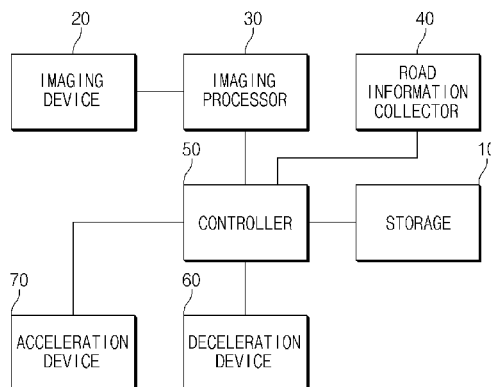 20
30
40
IMAGING
DEVICE
IMAGING
PROCESSOR
ROAD
INFORMATION
COLLECTOR
50
10
CONTROLLER
STORAGE
70
60
ACCELERATION
DEVICE
DECELERATION
DEVICE